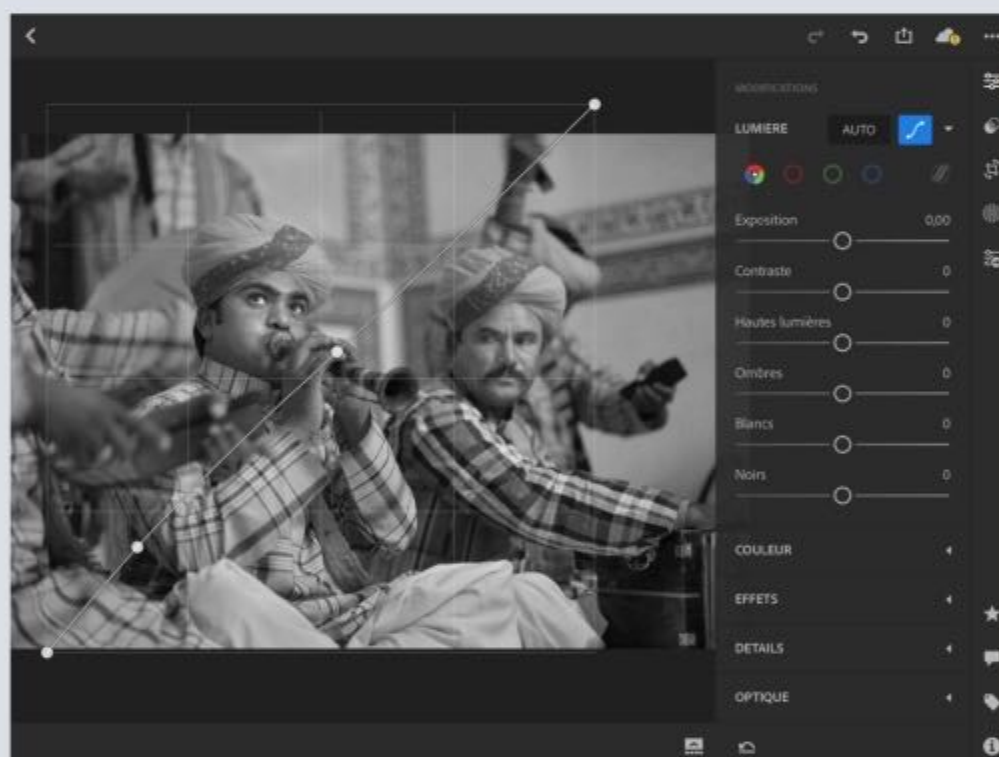 MODIFICATIONS
LUMIERE AUTO
Exposition 0,00
Contraste 0
Hautes lumières 0
Ombres 0
Blancs 0
Noirs 0
COULEUR
EFFETS
DETAILS
OPTIQUE